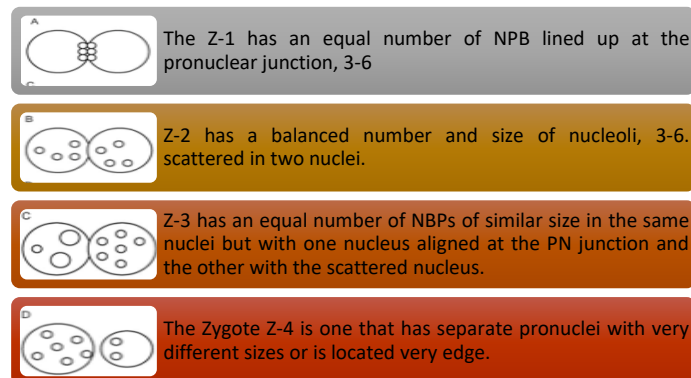 A
C
The Z-1 has an equal number of NPB lined up at the
pronuclear junction, 3-6
B
Z-2 has a balanced number and size of nucleoli, 3-6.
scattered in two nuclei.
C
Z-3 has an equal number of NBPs of similar size in the same
nuclei but with one nucleus aligned at the PN junction and
the other with the scattered nucleus.
D
The Zygote Z-4 is one that has separate pronuclei with very
different sizes or is located very edge.